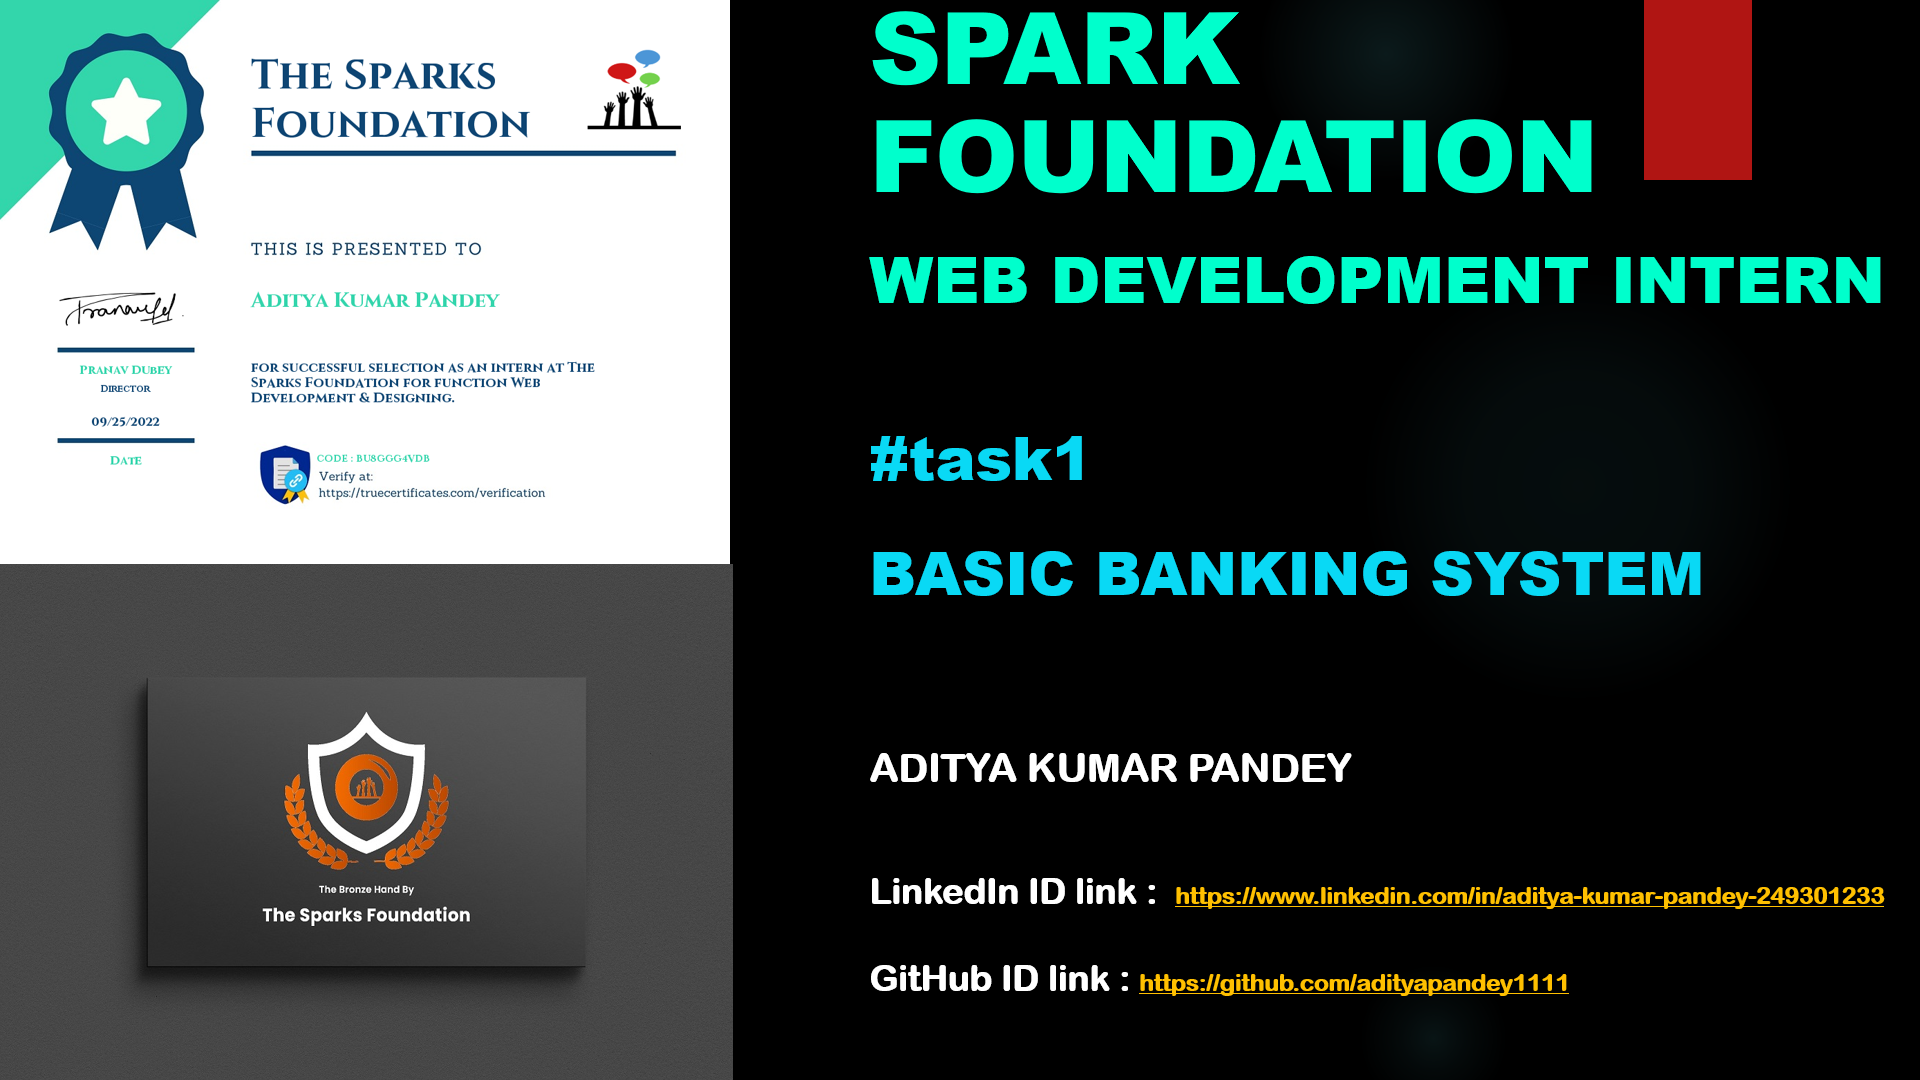 The Sparks
Foundation
THIS IS PRESENTED TO
Aditya Kumar Pandey
for successful selection as an intern at The
Sparks Foundation for function Web
Development & Designing.
Pranav Dubey
Director
09/25/2022
Date
CODE : BU8GGG4VDB
Verify at:
https://truecertificates.com/verification
The Bronze Hand By
The Sparks Foundation
SPARK
FOUNDATION
WEB DEVELOPMENT INTERN
#task1
BASIC BANKING SYSTEM
ADITYA KUMAR PANDEY
LinkedIn ID link : https://www.linkedin.com/in/aditya-kumar-pandey-249301233
GitHub ID link : https://github.com/adityapandey1111